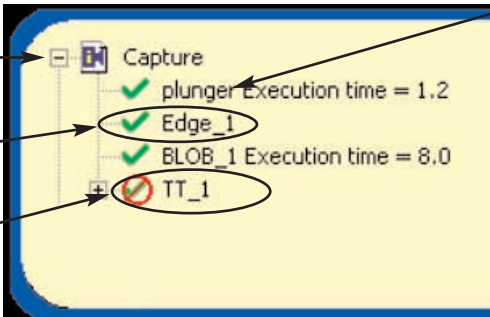 Capture
plunger Execution time = 1.2
Edge_1
BLOB_1 Execution time = 8.0
TT_1